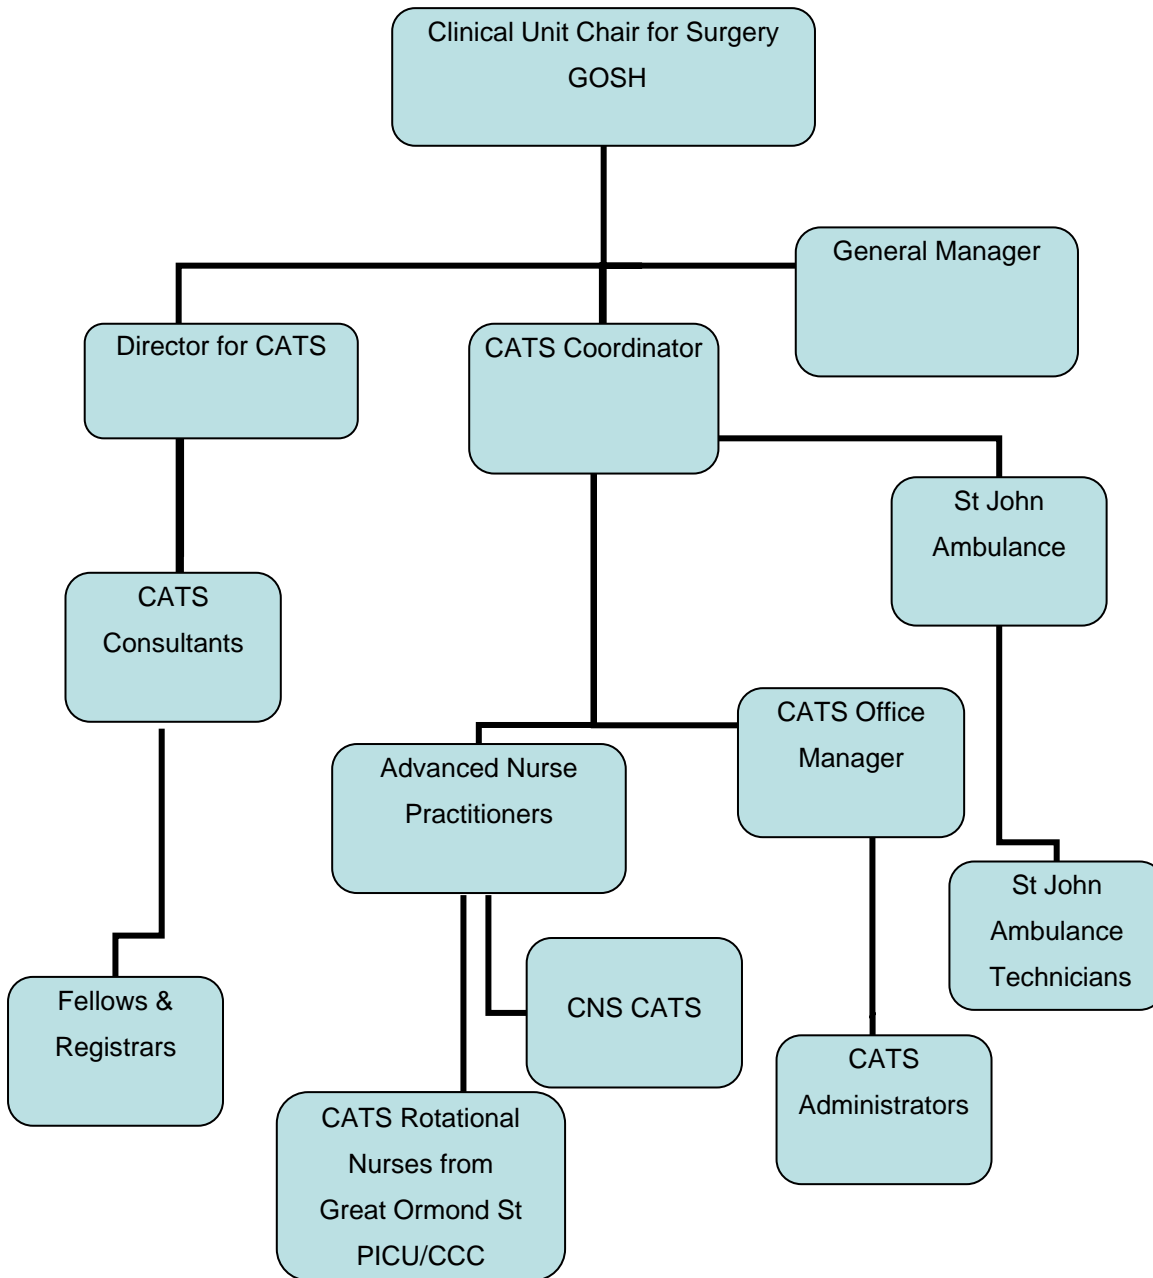 Clinical Unit Chair for Surgery
GOSH
General Manager
Director for CATS
CATS Coordinator
St John
Ambulance
CATS
Consultants
CATS Office
Manager
Advanced Nurse
Practitioners
St John
Ambulance
Technicians
CNS CATS
Fellows &
Registrars
CATS
Administrators
CATS Rotational
Nurses from
Great Ormond St
PICU/CCC